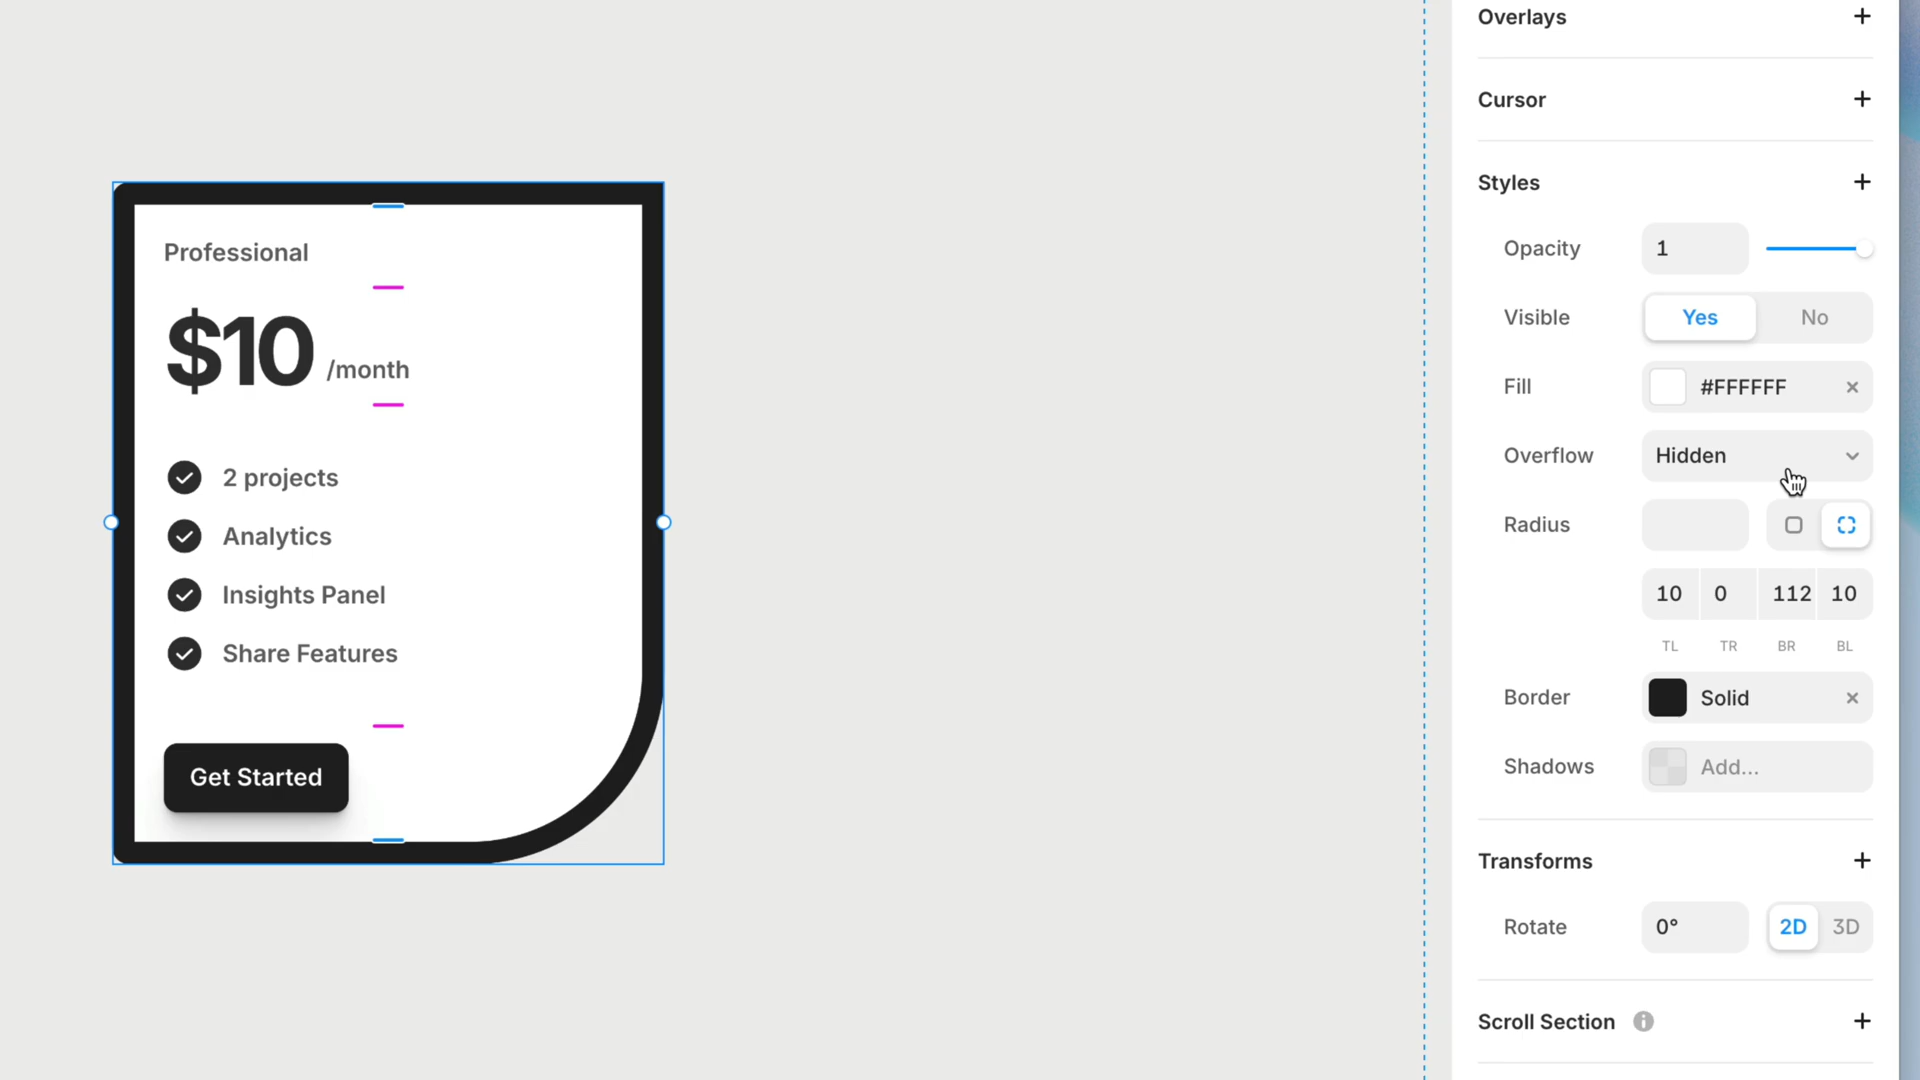 Professional
$10 /month
2 projects
Analytics
Insights Panel
Share Features
Get Started
Overlays
Cursor
Styles
Opacity 1
Visible Yes No
Fill #FFFFFF
Overflow Hidden
Radius
10 0 112 10
TL TR BR BL
Border Solid
Shadows Add...
Transforms
Rotate 0° 2D 3D
Scroll Section